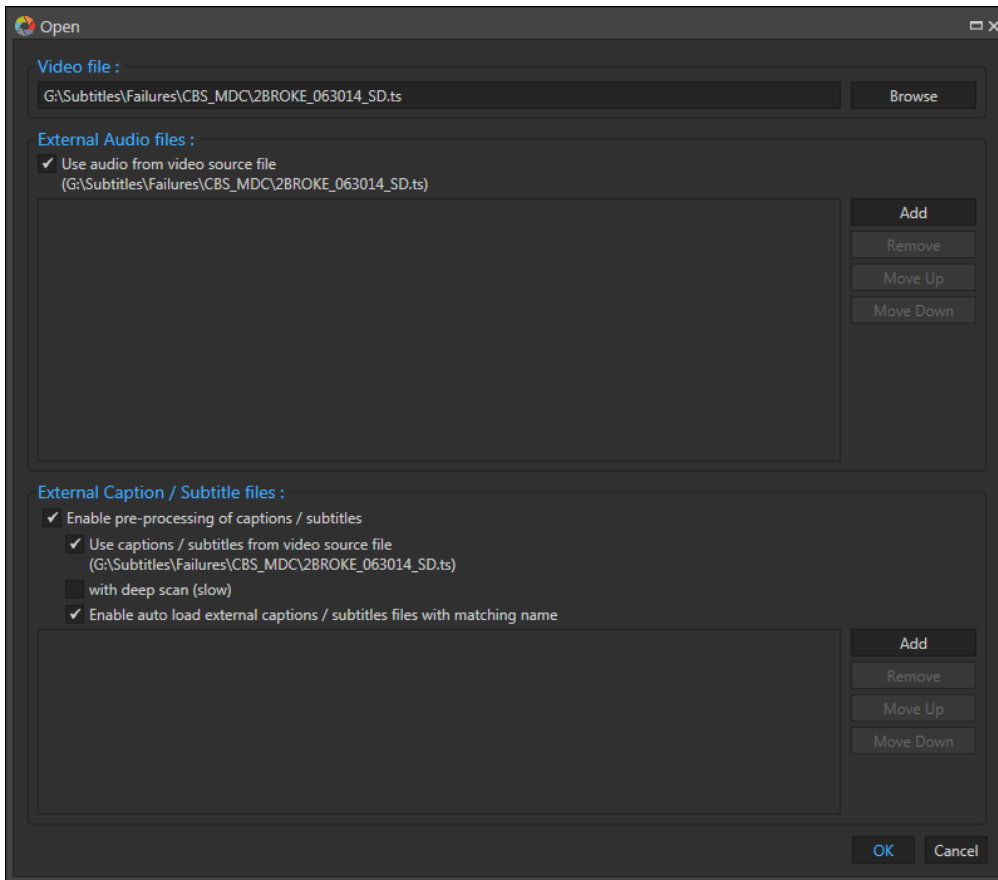 Open
Video file :
G:\Subtitles\Failures\CBS_MDC\2BROKE_063014_SD.ts
Browse
External Audio files :
Use audio from video source file
(G:\Subtitles\Failures\CBS_MDC\2BROKE_063014_SD.ts)
Add
Remove
Move Up
Move Down
External Caption / Subtitle files :
Enable pre-processing of captions / subtitles
Use captions / subtitles from video source file
(G:\Subtitles\Failures\CBS_MDC\2BROKE_063014_SD.ts)
with deep scan (slow)
Enable auto load external captions / subtitles files with matching name
Add
Remove
Move Up
Move Down
OK
Cancel